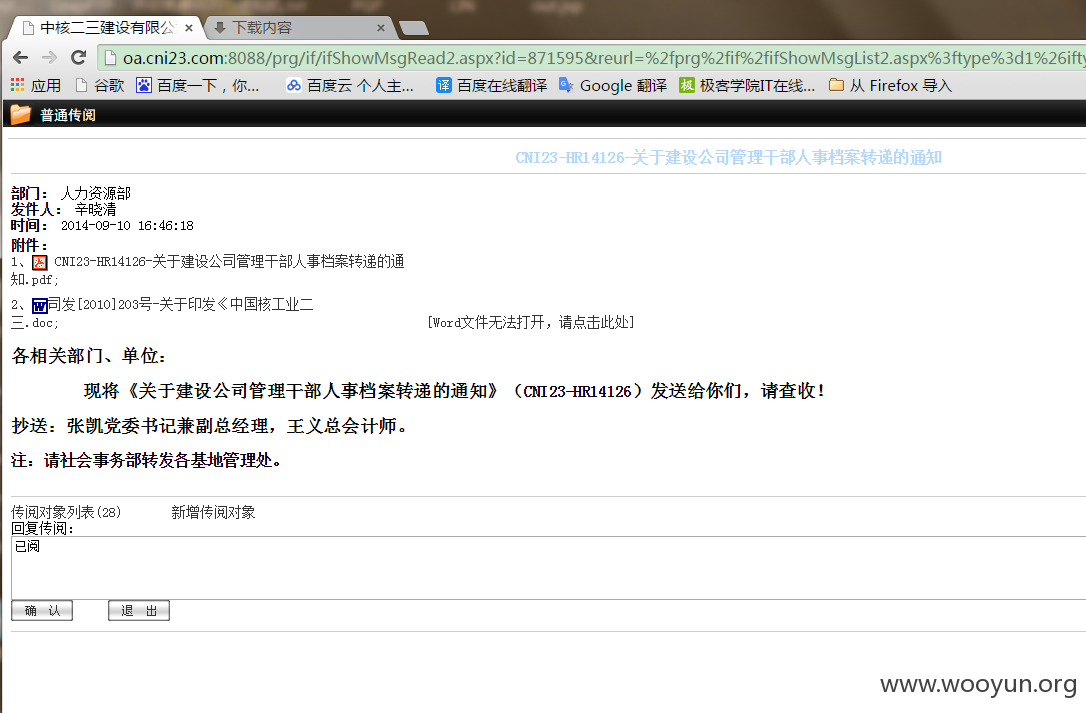 中核二三建设有限公
下载内容
oa.cni23.com:8088/prg/if/ifShowMsgRead2.aspx?id=871595&reurl=%2fprg%2fif%2fifShowMsgList2.aspx%3ftype%3d1%26ifty
应用 谷歌 百度一下，你... 百度云 个人主... 百度在线翻译 Google 翻译 极客学院IT在线... 从 Firefox 导入
普通传阅
CNI23-HR14126-关于建设公司管理干部人事档案转递的通知
部门： 人力资源部
发件人： 辛晓清
时间： 2014-09-10 16:46:18
附件：
1、 CNI23-HR14126-关于建设公司管理干部人事档案转递的通
知.pdf;
2、司发[2010]203号-关于印发《中国核工业二
三.doc; [Word文件无法打开，请点击此处]
各相关部门、单位：
现将《关于建设公司管理干部人事档案转递的通知》（CNI23-HR14126）发送给你们，请查收！
抄送：张凯党委书记兼副总经理，王义总会计师。
注：请社会事务部转发各基地管理处。
传阅对象列表(28) 新增传阅对象
回复传阅：
已阅
确 认 退 出
www.wooyun.org